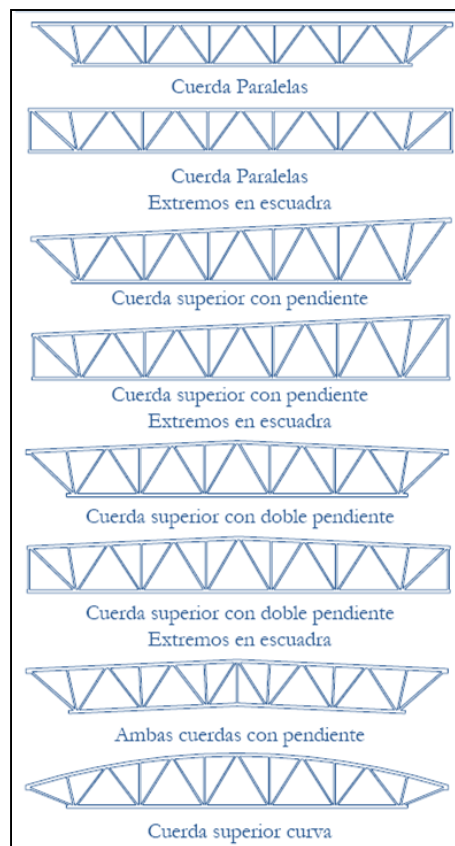 Cuerda Paralelas
Cuerda Paralelas
Extremos en escuadra
Cuerda superior con pendiente
Cuerda superior con pendiente
Extremos en escuadra
Cuerda superior con doble pendiente
Cuerda superior con doble pendiente
Extremos en escuadra
Ambas cuerdas con pendiente
Cuerda superior curva